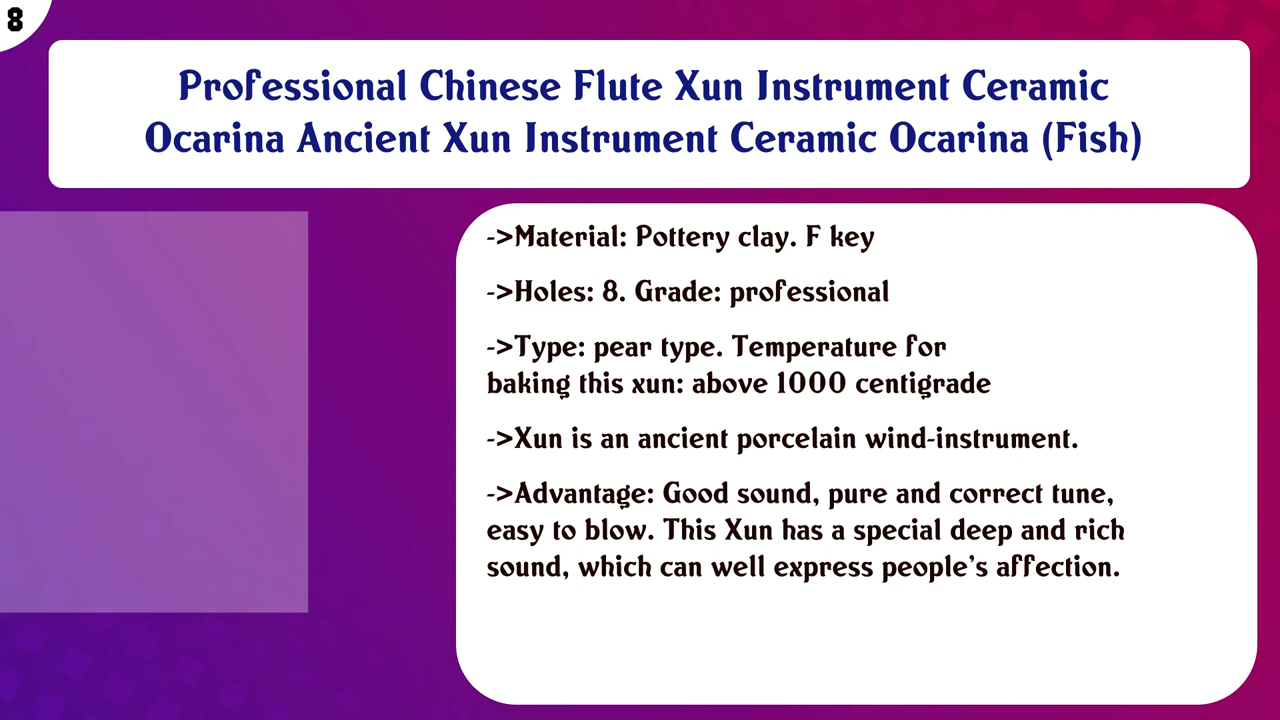 8
Professional Chinese Flute Xun Instrument Ceramic
Ocarina Ancient Xun Instrument Ceramic Ocarina (Fish)
->Material: Pottery clay. F key
->Holes: 8. Grade: professional
->Type: pear type. Temperature for
baking this xun: above 1000 centigrade
->Xun is an ancient porcelain wind-instrument.
->Advantage: Good sound, pure and correct tune,
easy to blow. This Xun has a special deep and rich
sound, which can well express people’s affection.